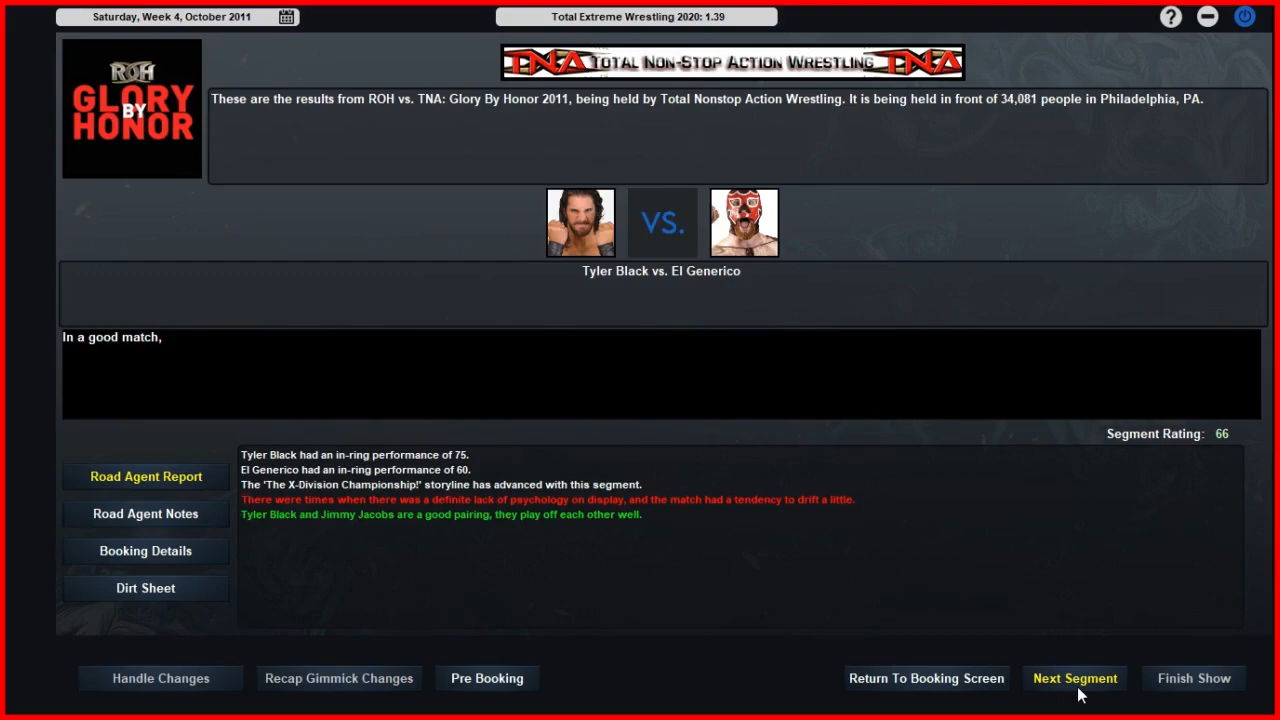 Saturday, Week 4, October 2011
Total Extreme Wrestling 2020: 1.39
?
ROH
GLORY
BY
HONOR
TNA TOTAL NON-STOP ACTION WRESTLING TNA
These are the results from ROH vs. TNA: Glory By Honor 2011, being held by Total Nonstop Action Wrestling. It is being held in front of 34,081 people in Philadelphia, PA.
VS.
Tyler Black vs. El Generico
In a good match,
Segment Rating: 66
Road Agent Report
Road Agent Notes
Booking Details
Dirt Sheet
Tyler Black had an in-ring performance of 75.
El Generico had an in-ring performance of 60.
The 'The X-Division Championship!' storyline has advanced with this segment.
There were times when there was a definite lack of psychology on display, and the match had a tendency to drift a little.
Tyler Black and Jimmy Jacobs are a good pairing, they play off each other well.
Handle Changes
Recap Gimmick Changes
Pre Booking
Return To Booking Screen
Next Segment
Finish Show